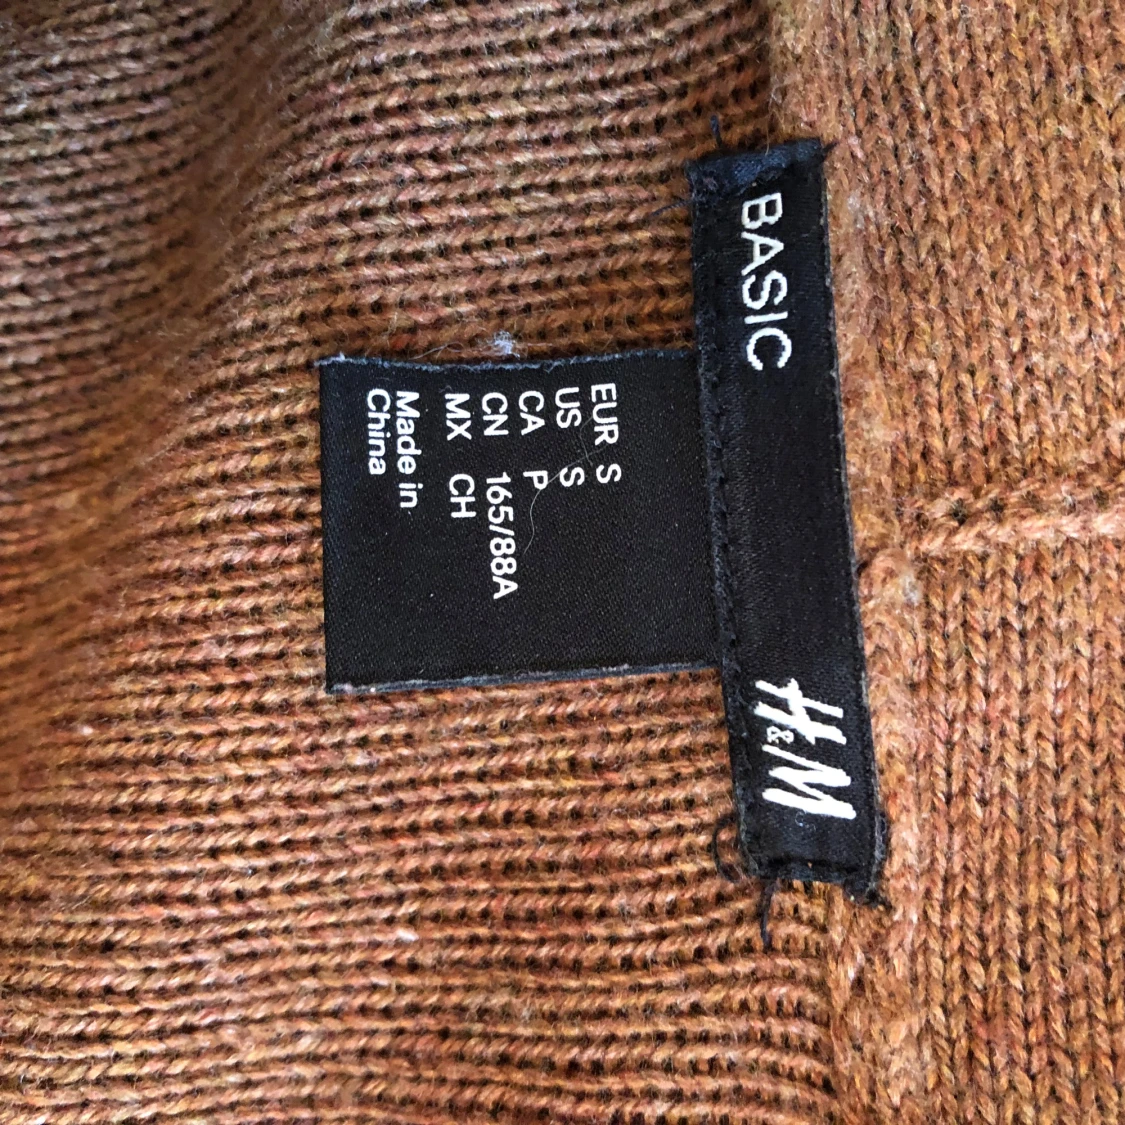 BASIC H&M
EUR S
US S
CA P
CN 165/88A
MX CH
Made in
China